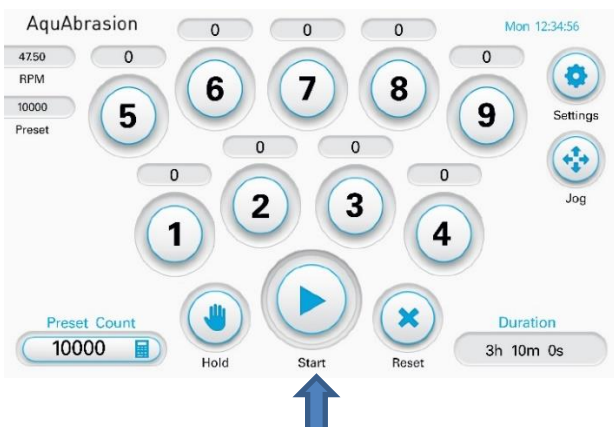 AquAbrasion
Mon 12:34:56
0 0 0
47.50 0 0
RPM
6 7 8
10000
Preset
5 9
Settings
0 0
0 0
Jog
2 3
1 4
Preset Count
10000
Hold
Start
Reset
Duration
3h 10m 0s